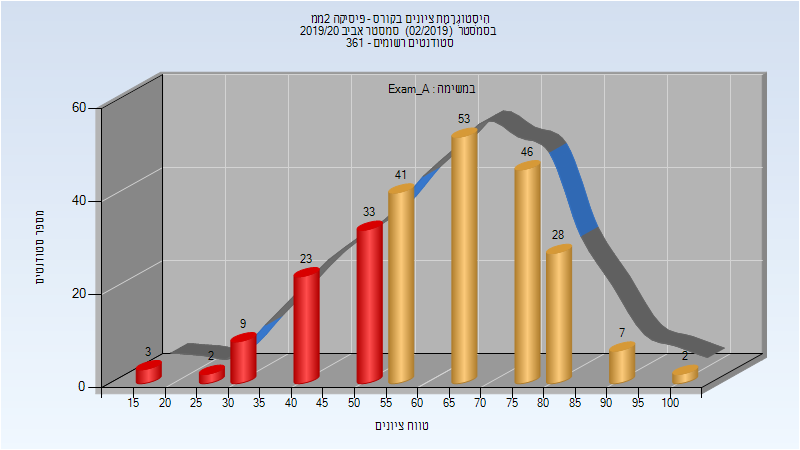 היסטוגרמת ציונים בקורס - פיסיקה 2ממ
בסמסטר (02/2019) סמסטר אביב 2019/20
סטודנטים רשומים - 361
במשימה : Exam_A
מספר סטודנטים
60
40
20
0
3
2
9
23
33
41
53
46
28
7
2
15 20 25 30 35 40 45 50 55 60 65 70 75 80 85 90 95 100
טווח ציונים